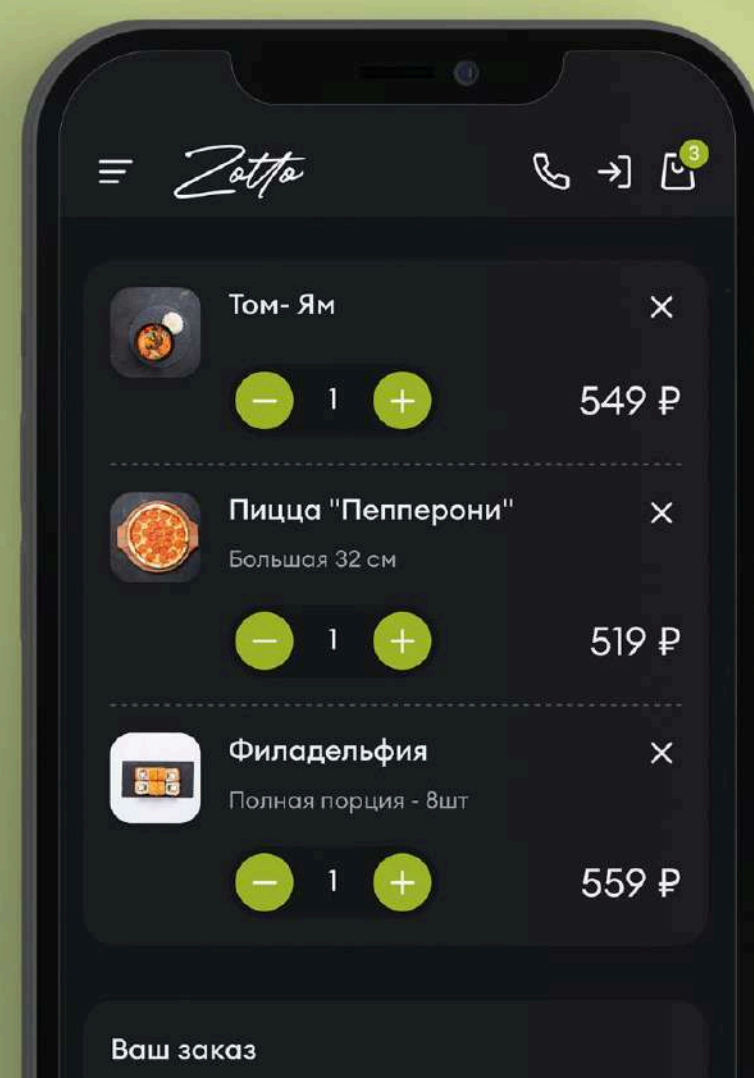 Zotto
3
Том- Ям
1
549 ₽
Пицца "Пепперони"
Большая 32 см
1
519 ₽
Филадельфия
Полная порция - 8шт
1
559 ₽
Ваш заказ